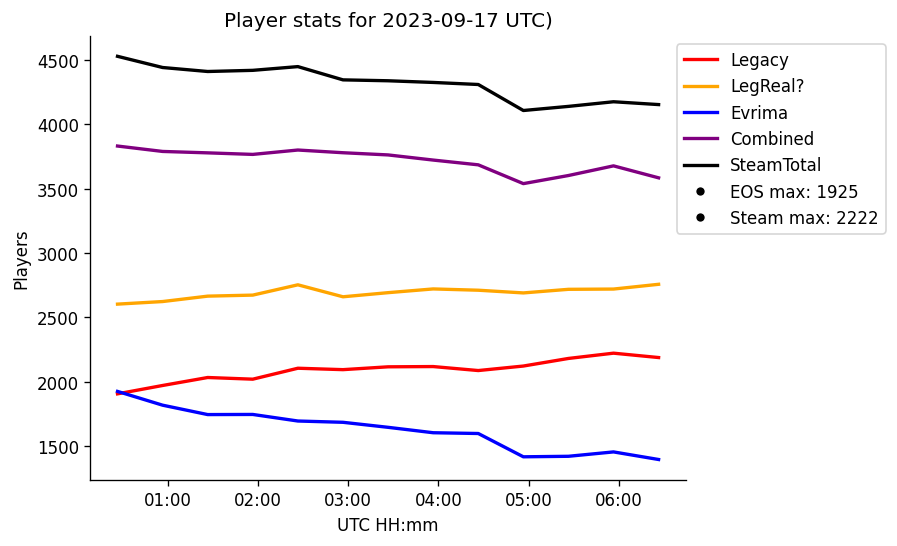 Player stats for 2023-09-17 UTC)
4500
4000
3500
3000
2500
2000
1500
Players
01:00 02:00 03:00 04:00 05:00 06:00
UTC HH:mm
Legacy
LegReal?
Evrima
Combined
SteamTotal
EOS max: 1925
Steam max: 2222